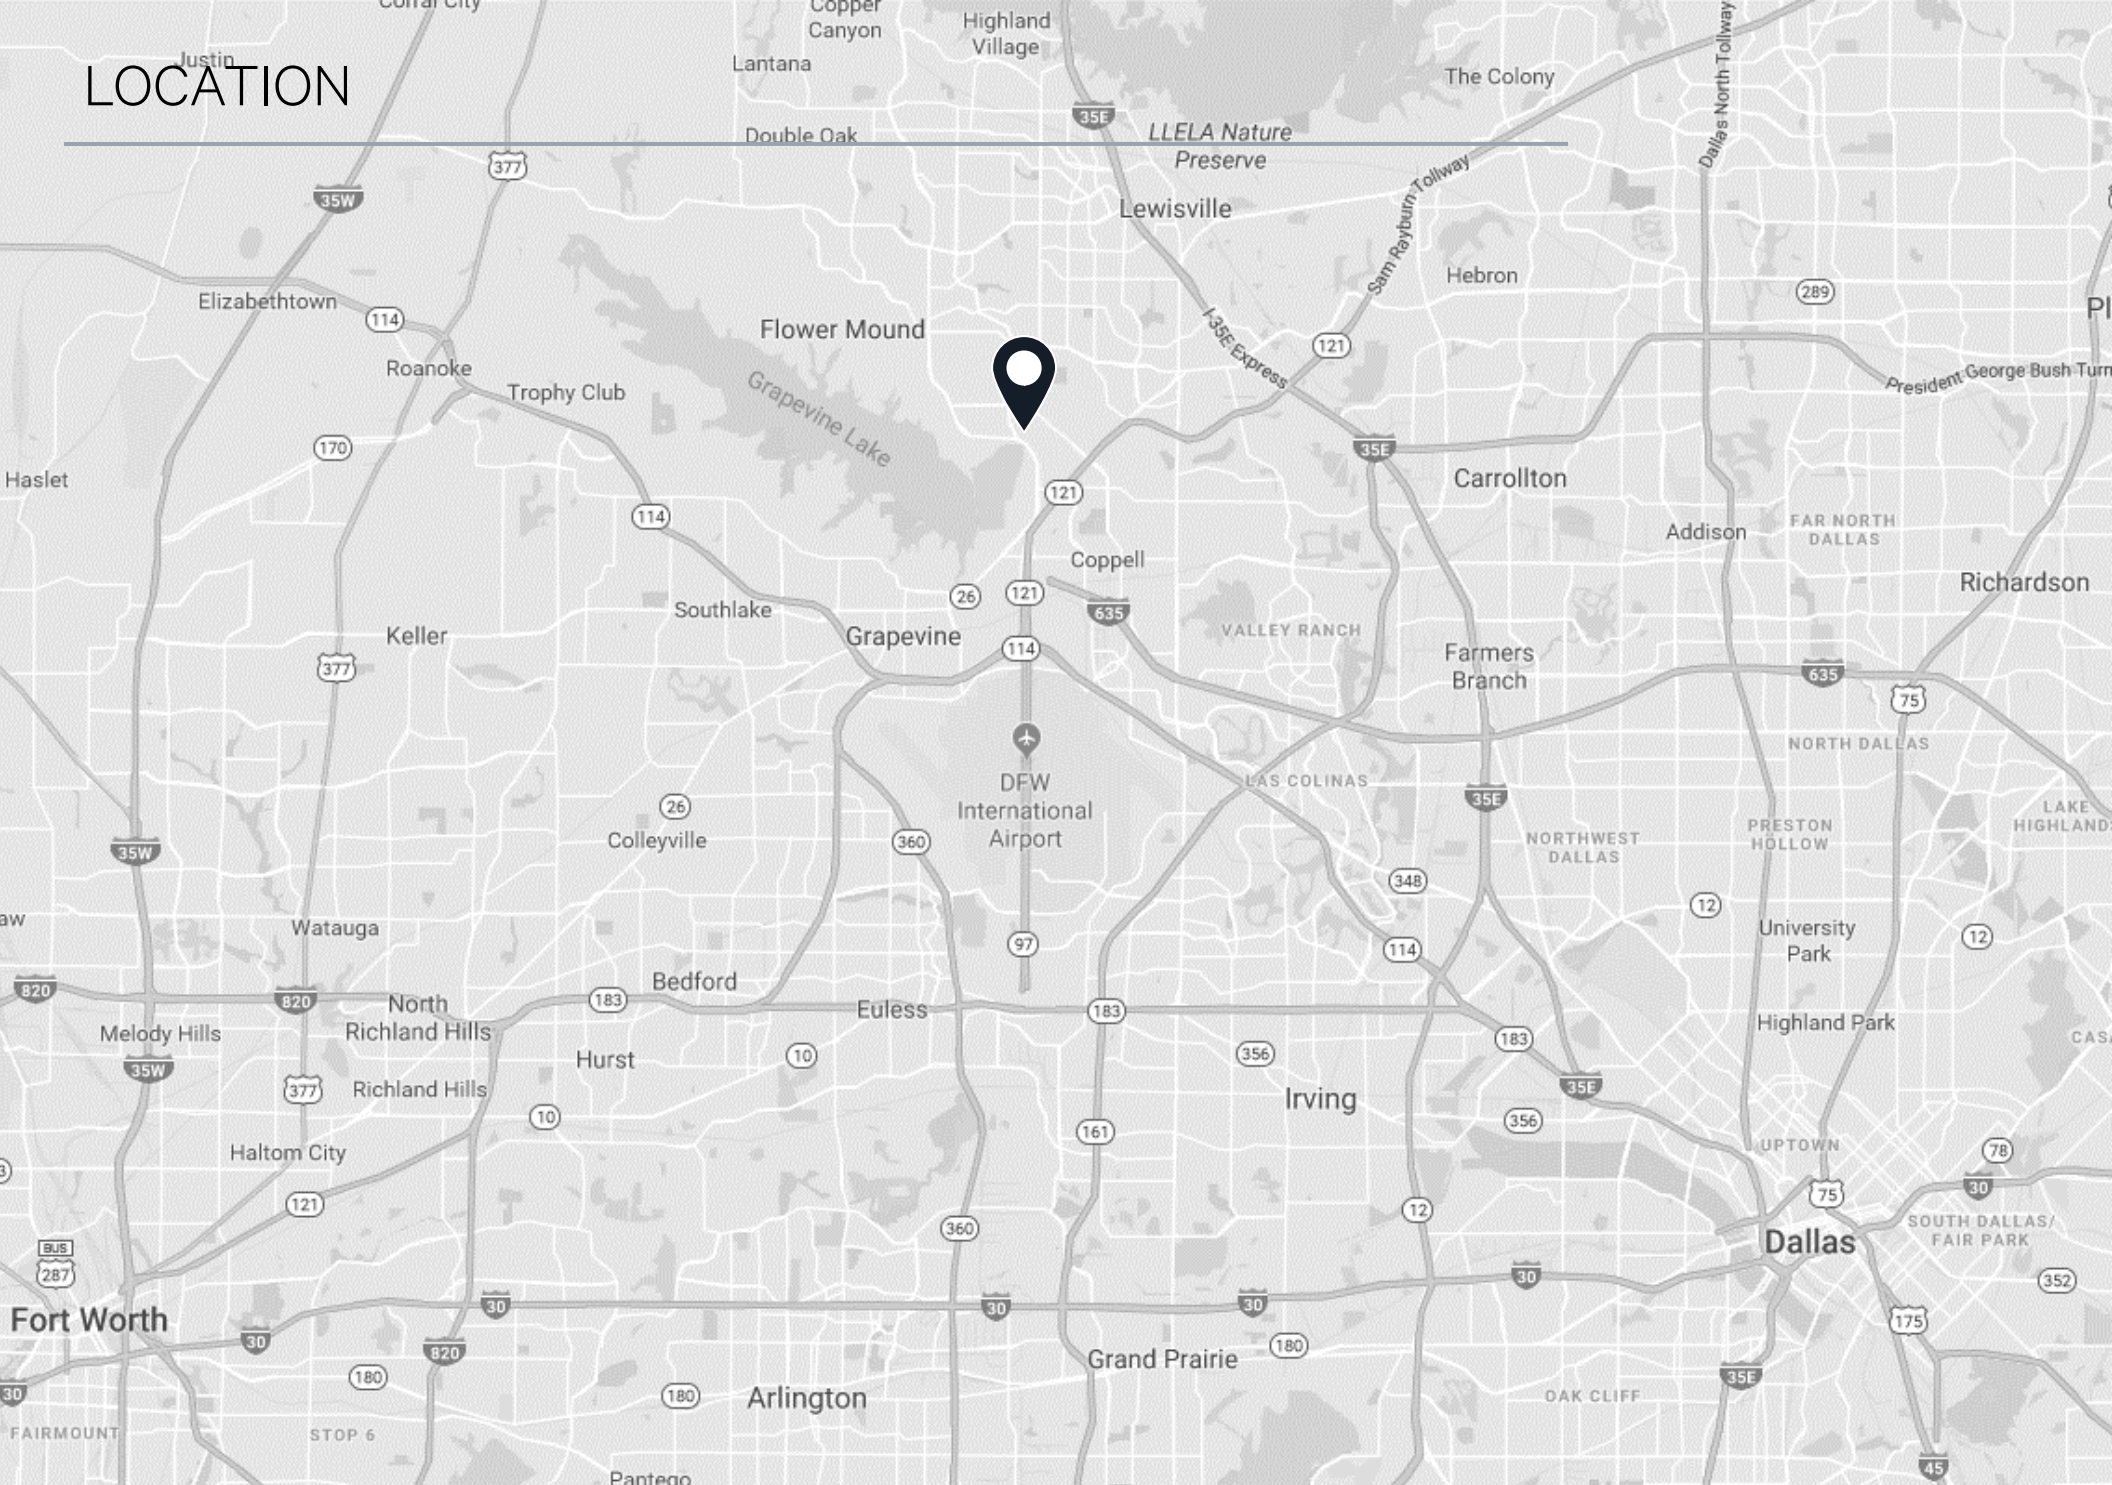 Corral City
Copper
Canyon
Highland
Village
Justin
LOCATION
Lantana
The Colony
Dallas North Tollway
35E
LLELA Nature
Preserve
Double Oak
377
35W
Sam Rayburn Tollway
Lewisville
Hebron
289
Elizabethtown
114
Flower Mound
I-35E Express
121
Pl
Roanoke
President George Bush Turn
Trophy Club
Grapevine Lake
170
35E
Haslet
Carrollton
114
121
Addison
FAR NORTH
DALLAS
Coppell
Richardson
26
121
635
Southlake
Keller
Grapevine
114
VALLEY RANCH
Farmers
Branch
377
635
75
NORTH DALLAS
DFW
International
Airport
LAS COLINAS
35E
26
Colleyville
360
35W
NORTHWEST
DALLAS
PRESTON
HOLLOW
LAKE
HIGHLANDS
348
12
aw
Watauga
97
114
University
Park
12
820
820
Bedford
183
North
Richland Hills
Euless
183
Melody Hills
Highland Park
183
CASA
35W
Hurst
10
356
35E
377
Richland Hills
Irving
10
161
356
UPTOWN
78
Haltom City
3
121
12
75
30
360
SOUTH DALLAS/
FAIR PARK
Dallas
BUS
287
30
352
Fort Worth
30
30
30
30
820
175
180
Grand Prairie
180
35E
30
180
Arlington
OAK CLIFF
FAIRMOUNT
STOP 6
45
Pantego